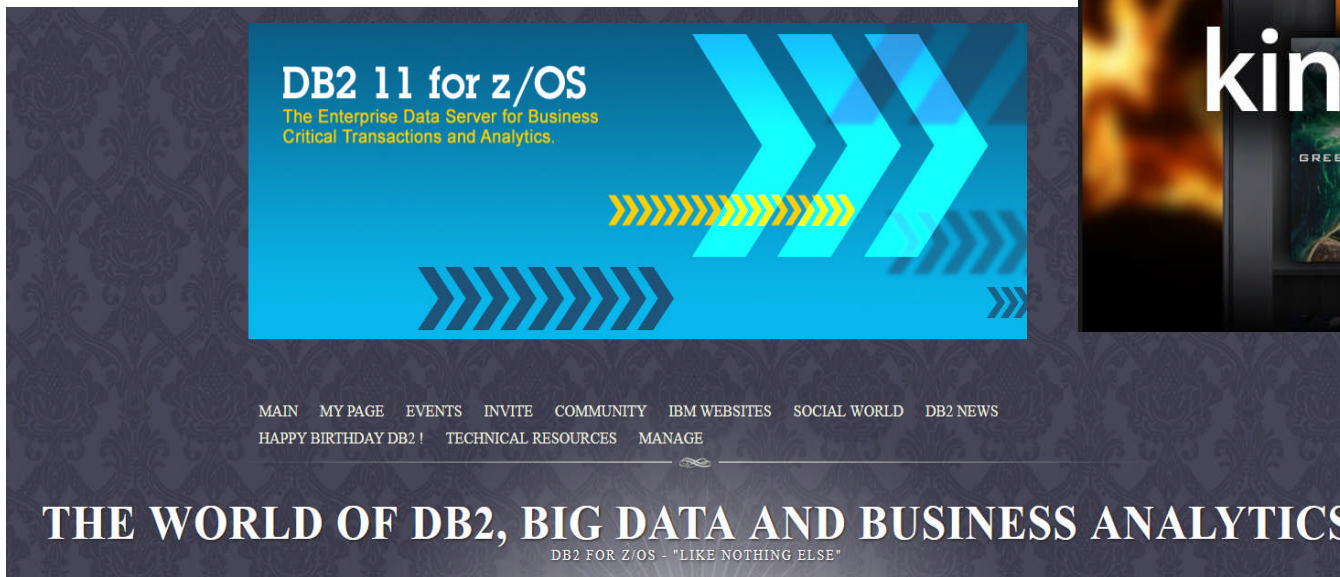 DB2 11 for z/OS
The Enterprise Data Server for Business
Critical Transactions and Analytics.
MAIN MY PAGE EVENTS INVITE COMMUNITY IBM WEBSITES SOCIAL WORLD DB2 NEWS
HAPPY BIRTHDAY DB2 ! TECHNICAL RESOURCES MANAGE
THE WORLD OF DB2, BIG DATA AND BUSINESS ANALYTICS
DB2 FOR Z/OS - "LIKE NOTHING ELSE"